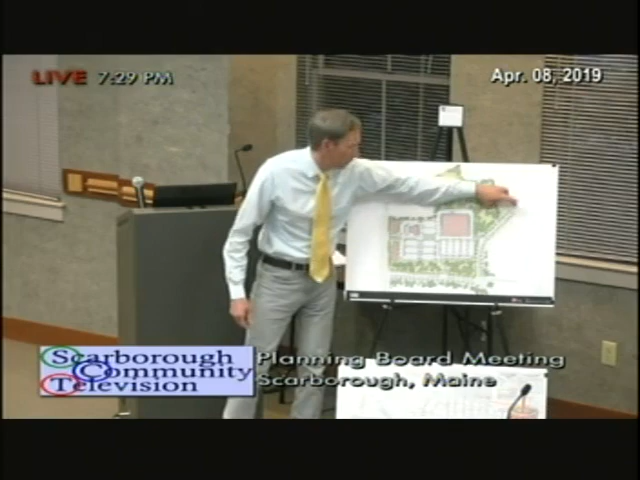 LIVE 7:29 PM
Apr. 08, 2019
Scarborough
Community
Television
Planning Board Meeting
Scarborough, Maine